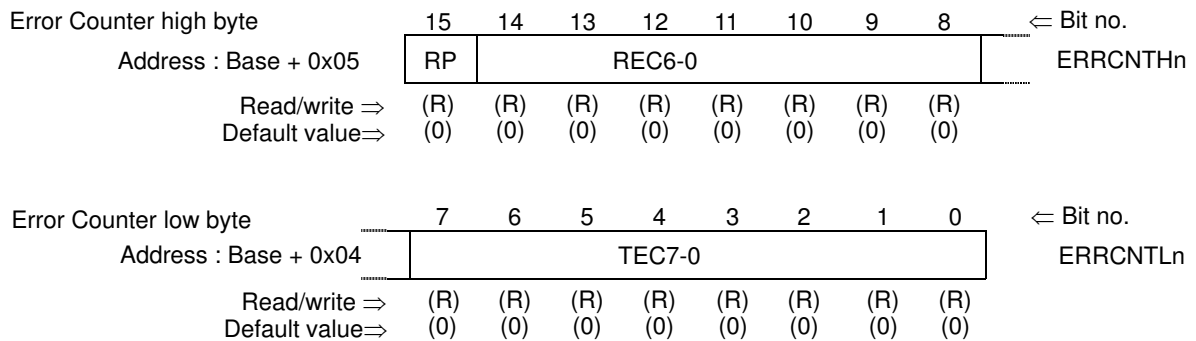 Error Counter high byte 15 14 13 12 11 10 9 8 ⇐ Bit no.
Address : Base + 0x05 RP REC6-0 ERRCNTHn
Read/write ⇒ (R) (R) (R) (R) (R) (R) (R) (R)
Default value⇒ (0) (0) (0) (0) (0) (0) (0) (0)
Error Counter low byte 7 6 5 4 3 2 1 0 ⇐ Bit no.
Address : Base + 0x04 TEC7-0 ERRCNTLn
Read/write ⇒ (R) (R) (R) (R) (R) (R) (R) (R)
Default value⇒ (0) (0) (0) (0) (0) (0) (0) (0)